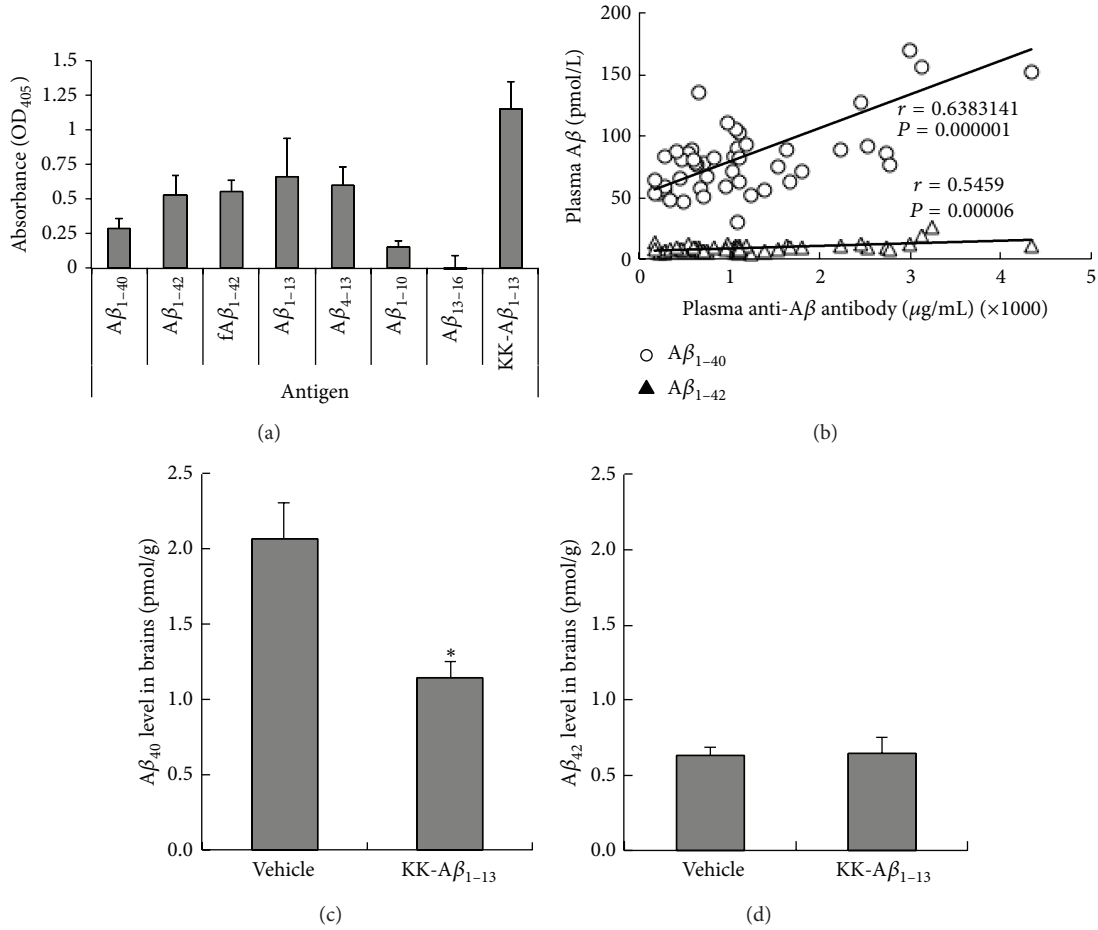 Absorbance (OD₄₀₅)
1.5
1.25
1
0.75
0.5
0.25
0
Aβ₁₋₄₀
Aβ₁₋₄₂
fAβ₁₋₄₂
Aβ₁₋₁₃
Aβ₄₋₁₃
Aβ₁₋₁₀
Aβ₁₃₋₁₆
KK-Aβ₁₋₁₃
Antigen
(a)
Plasma Aβ (pmol/L)
200
150
100
50
0
r = 0.6383141
P = 0.000001
r = 0.5459
P = 0.00006
0 1 2 3 4 5
Plasma anti-Aβ antibody (μg/mL) (×1000)
Aβ₁₋₄₀
Aβ₁₋₄₂
(b)
Aβ₄₀ level in brains (pmol/g)
2.5
2.0
1.5
1.0
0.5
0.0
*
Vehicle KK-Aβ₁₋₁₃
(c)
Aβ₄₂ level in brains (pmol/g)
2.5
2.0
1.5
1.0
0.5
0.0
Vehicle KK-Aβ₁₋₁₃
(d)